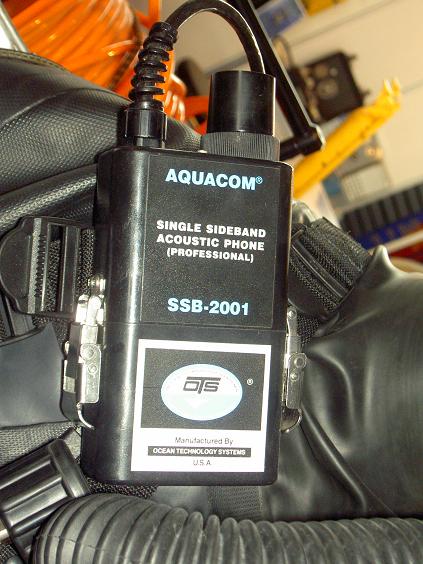 AQUACOM®
SINGLE SIDEBAND
ACOUSTIC PHONE
(PROFESSIONAL)
SSB-2001
OTS
®
Manufactured By
OCEAN TECHNOLOGY SYSTEMS
U.S.A.